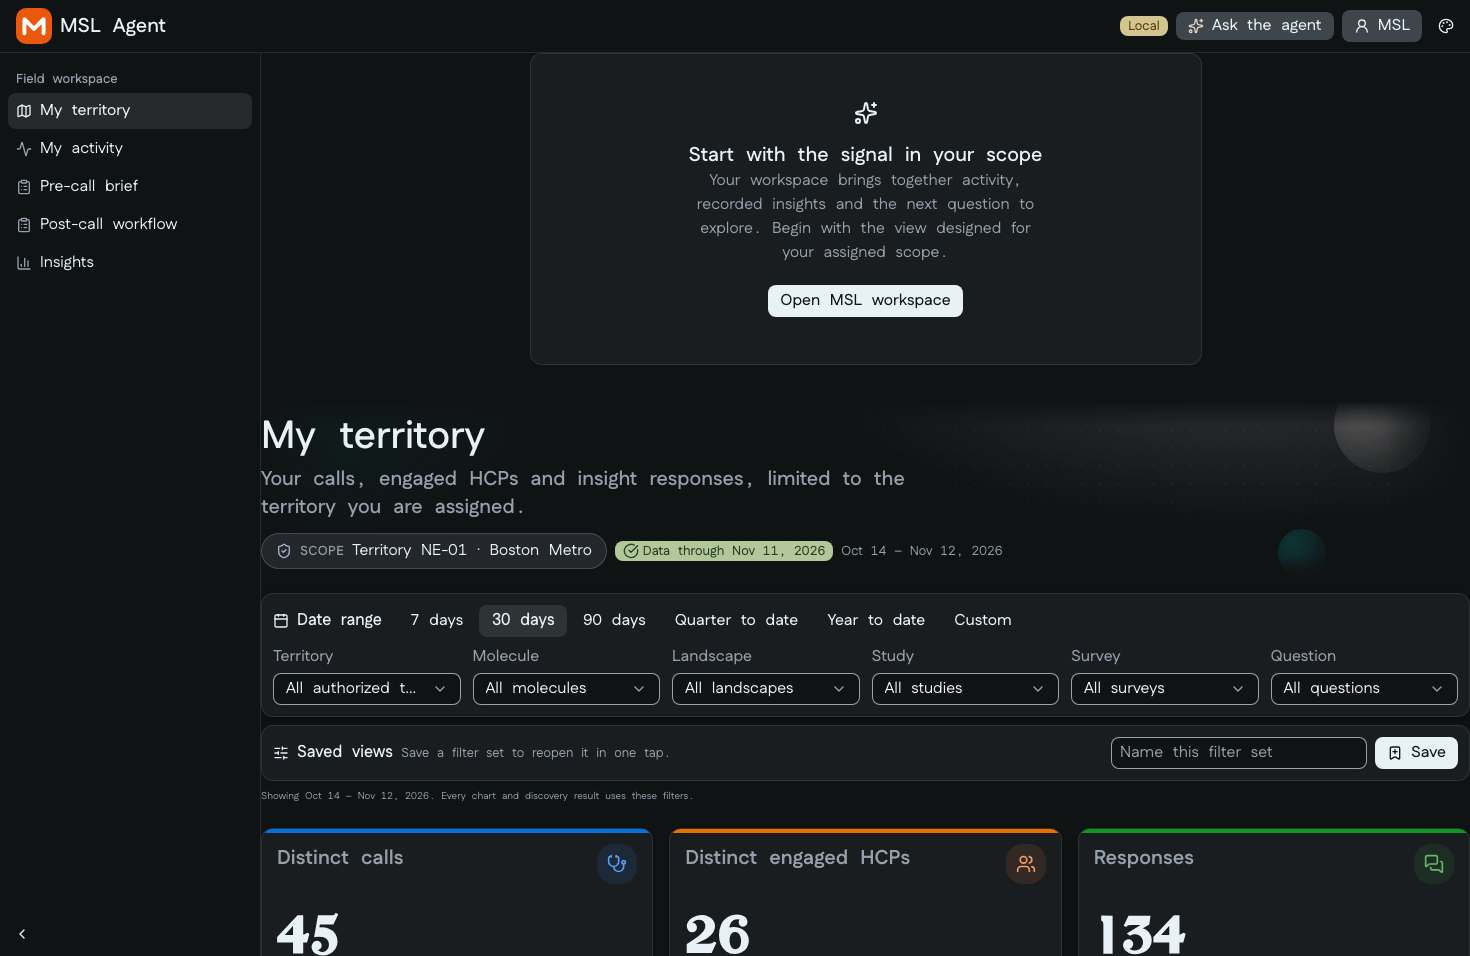 MSL Agent
Local
Ask the agent
MSL
Field workspace
My territory
My activity
Pre-call brief
Post-call workflow
Insights
Start with the signal in your scope
Your workspace brings together activity,
recorded insights and the next question to
explore. Begin with the view designed for
your assigned scope.
Open MSL workspace
My territory
Your calls, engaged HCPs and insight responses, limited to the
territory you are assigned.
SCOPE Territory NE-01 · Boston Metro
Data through Nov 11, 2026
Oct 14 – Nov 12, 2026
Date range
7 days
30 days
90 days
Quarter to date
Year to date
Custom
Territory
Molecule
Landscape
Study
Survey
Question
All authorized t...
All molecules
All landscapes
All studies
All surveys
All questions
Saved views
Save a filter set to reopen it in one tap.
Name this filter set
Save
Showing Oct 14 – Nov 12, 2026. Every chart and discovery result uses these filters.
Distinct calls
45
Distinct engaged HCPs
26
Responses
134